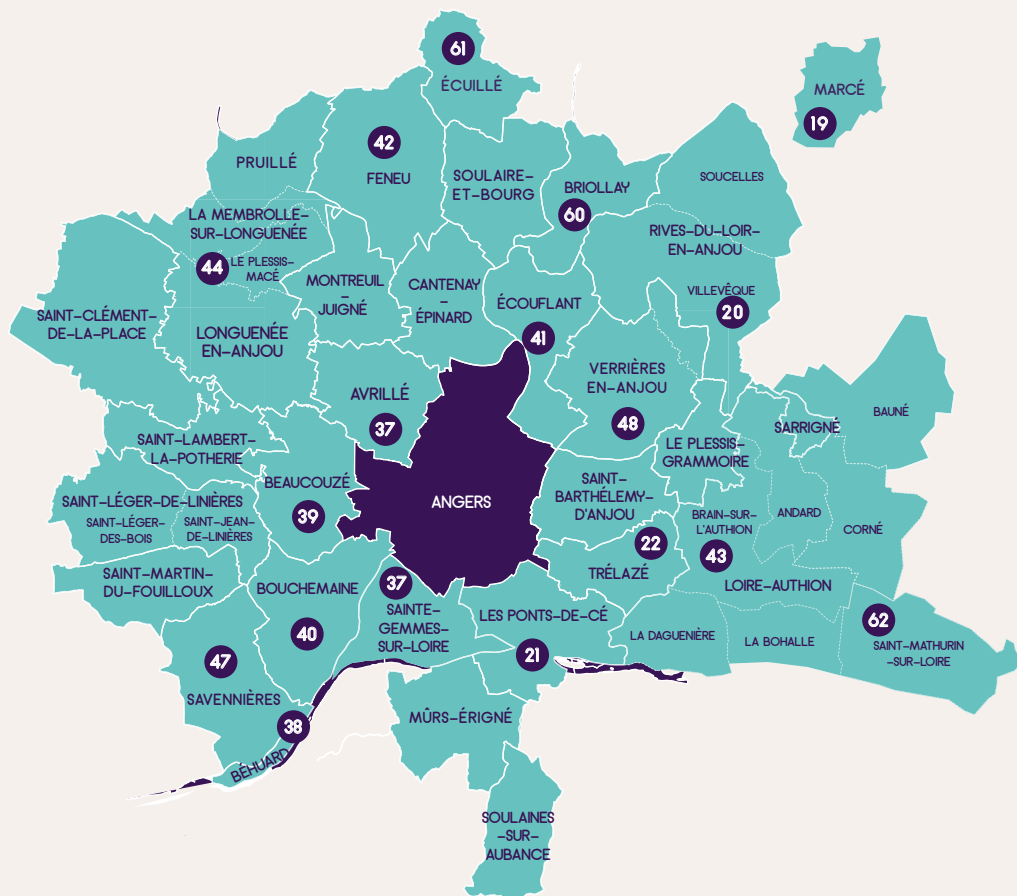 61
ÉCUILLÉ
MARCÉ
19
42
FENEU
PRUILLÉ
SOULAIRE-
ET-BOURG
BRIOLLAY
60
SOUCELLES
LA MEMBROLLE-
SUR-LONGUENÉE
RIVES-DU-LOIR-
EN-ANJOU
44
LE PLESSIS-
MACÉ
MONTREUIL
-
JUIGNÉ
CANTENAY
-
ÉPINARD
ÉCOUFLANT
41
VILLEVÊQUE
20
SAINT-CLÉMENT-
DE-LA-PLACE
LONGUENÉE
EN-ANJOU
AVRILLÉ
37
VERRIÈRES
EN-ANJOU
48
BAUNÉ
SARRIGNÉ
SAINT-LAMBERT-
LA-POTHERIE
LE PLESSIS-
GRAMMOIRE
BEAUCOUZÉ
39
ANGERS
SAINT-
BARTHÉLEMY-
D'ANJOU
SAINT-LÉGER-DE-LINIÈRES
SAINT-LÉGER-
DES-BOIS
SAINT-JEAN-
DE-LINIÈRES
BRAIN-SUR-
L'AUTHION
43
ANDARD
CORNÉ
22
TRÉLAZÉ
SAINT-MARTIN-
DU-FOUILLOUX
BOUCHEMAINE
40
37
SAINTE-
GEMMES-
SUR-LOIRE
LES PONTS-DE-CÉ
21
LOIRE-AUTHION
LA DAGUENIÈRE
LA BOHALLE
62
SAINT-MATHURIN
-SUR-LOIRE
47
SAVENNIÈRES
38
BÉHUARD
MÛRS-ÉRIGNÉ
SOULAINES
-SUR-
AUBANCE